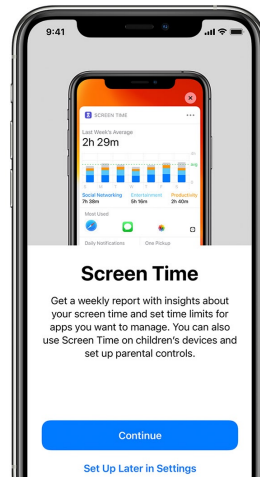 9:41
SCREEN TIME
Last Week's Average
2h 29m
Social Networking Entertainment Productivity
7h 38m 5h 16m 2h 40m
Most Used
Daily Notifications One Pickup
Screen Time
Get a weekly report with insights about
your screen time and set time limits for
apps you want to manage. You can also
use Screen Time on children's devices and
set up parental controls.
Continue
Set Up Later in Settings